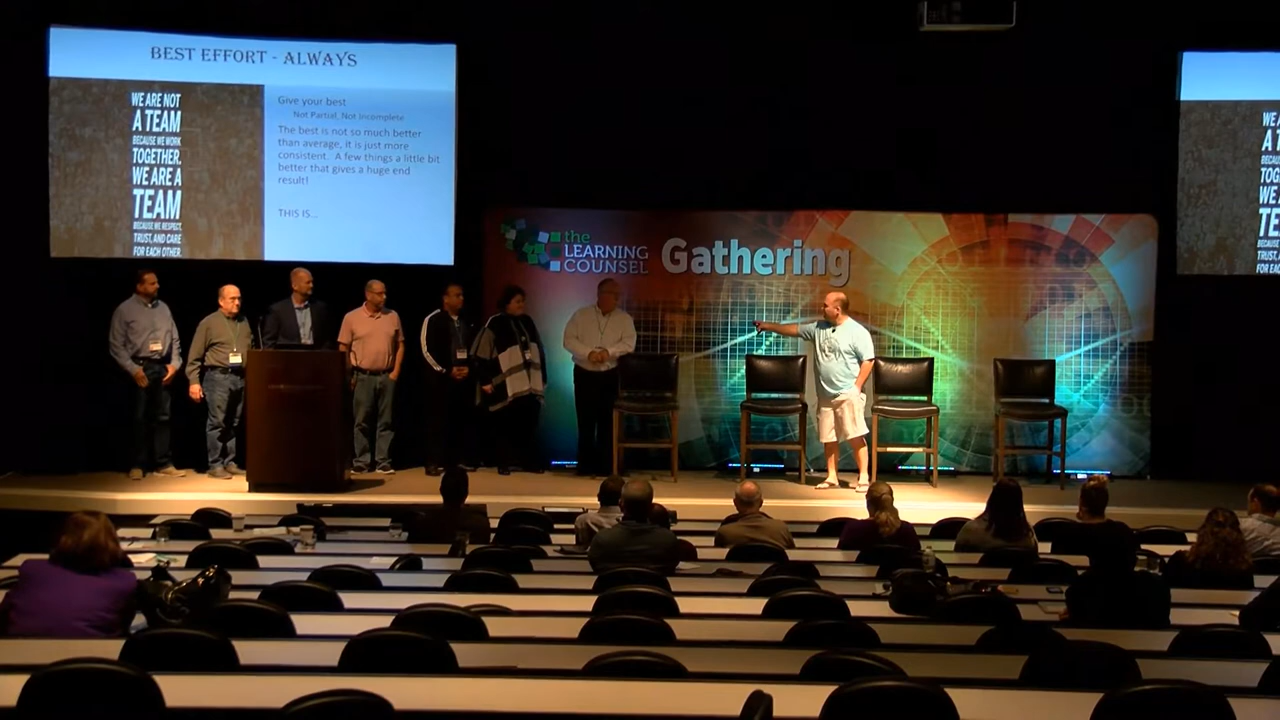 BEST EFFORT - ALWAYS
WE ARE NOT
A TEAM
BECAUSE WE WORK
TOGETHER.
WE ARE A
TEAM
BECAUSE WE RESPECT,
TRUST, AND CARE
FOR EACH OTHER.
Give your best
Not Partial, Not Incomplete
The best is not so much better
than average, it is just more
consistent. A few things a little bit
better that gives a huge end
result!
THIS IS...
the
LEARNING
COUNSEL
Gathering
WE A
A T
BECAUSE
TOG
WE
TE
BECAUSE
TRUST, A
FOR EAC